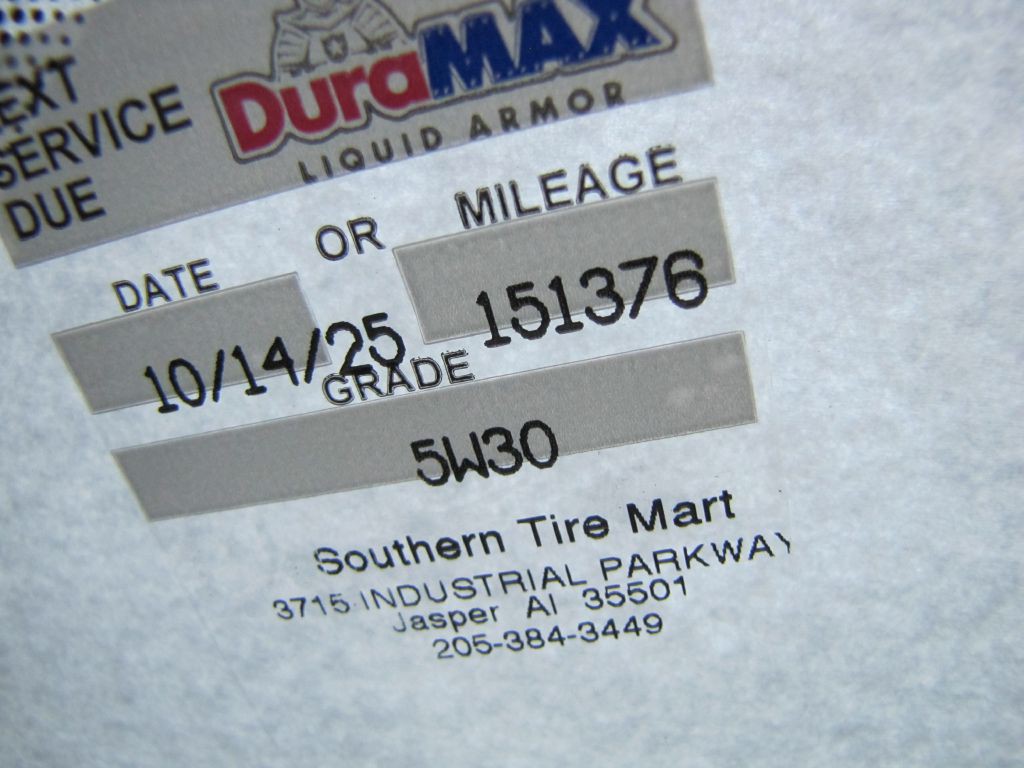 DuraMAX
LIQUID ARMOR
SERVICE
DUE
DATE OR MILEAGE
10/14/25 151376
GRADE
5W30
Southern Tire Mart
3715 INDUSTRIAL PARKWAY
Jasper Al 35501
205-384-3449